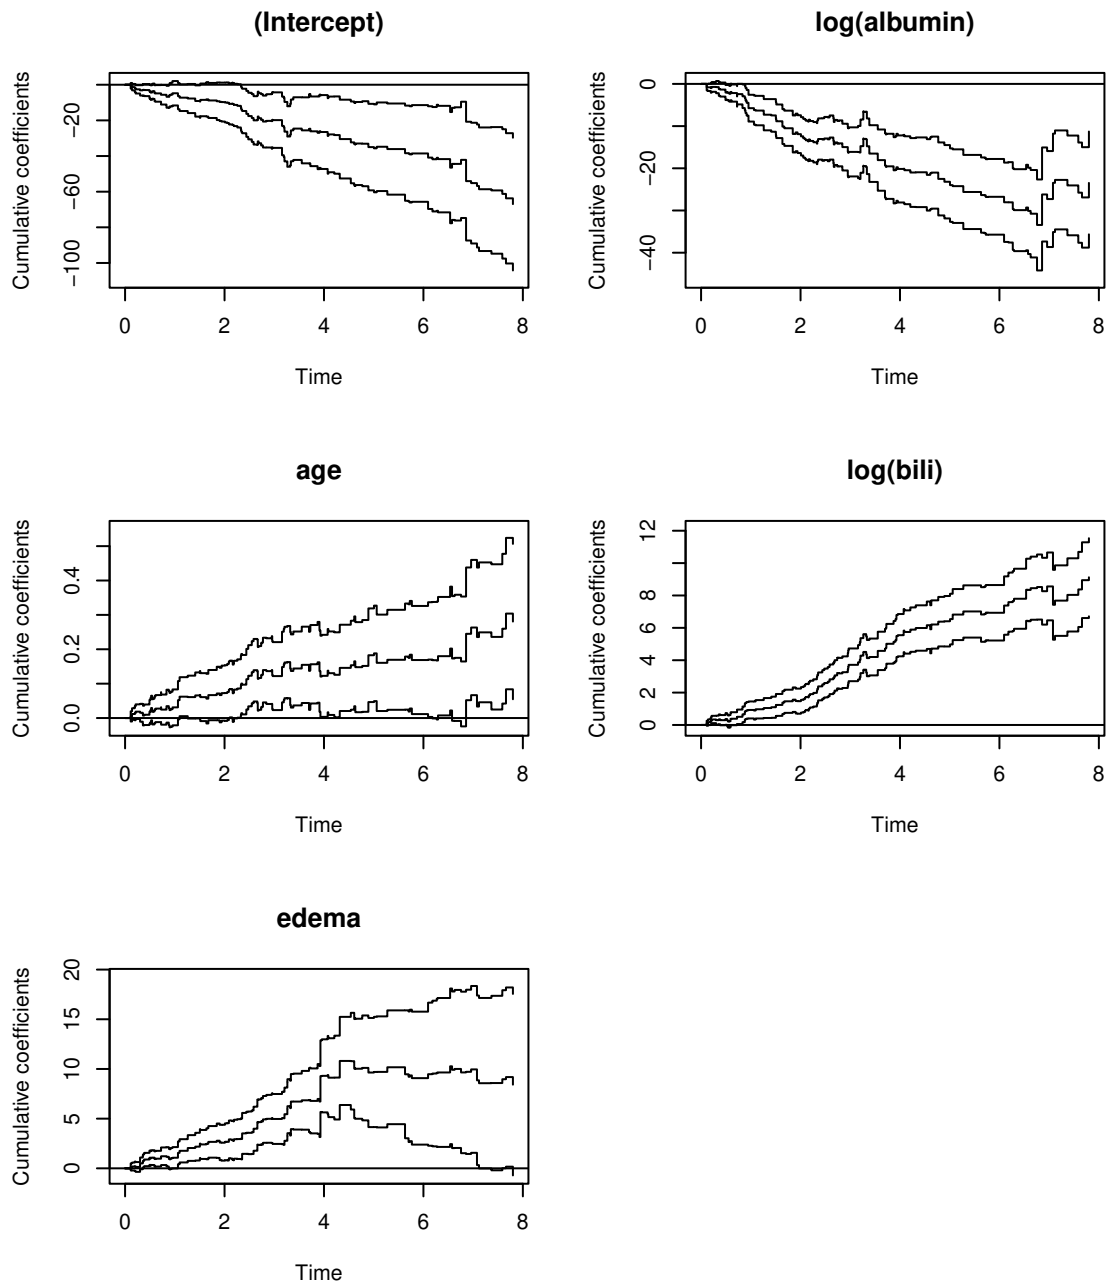 (Intercept)
Cumulative coefficients
−20
−60
−100
0 2 4 6 8
Time
log(albumin)
Cumulative coefficients
0
−20
−40
0 2 4 6 8
Time
age
Cumulative coefficients
0.4
0.2
0.0
0 2 4 6 8
Time
log(bili)
Cumulative coefficients
12
8
6
4
2
0
0 2 4 6 8
Time
edema
Cumulative coefficients
20
15
10
5
0
0 2 4 6 8
Time